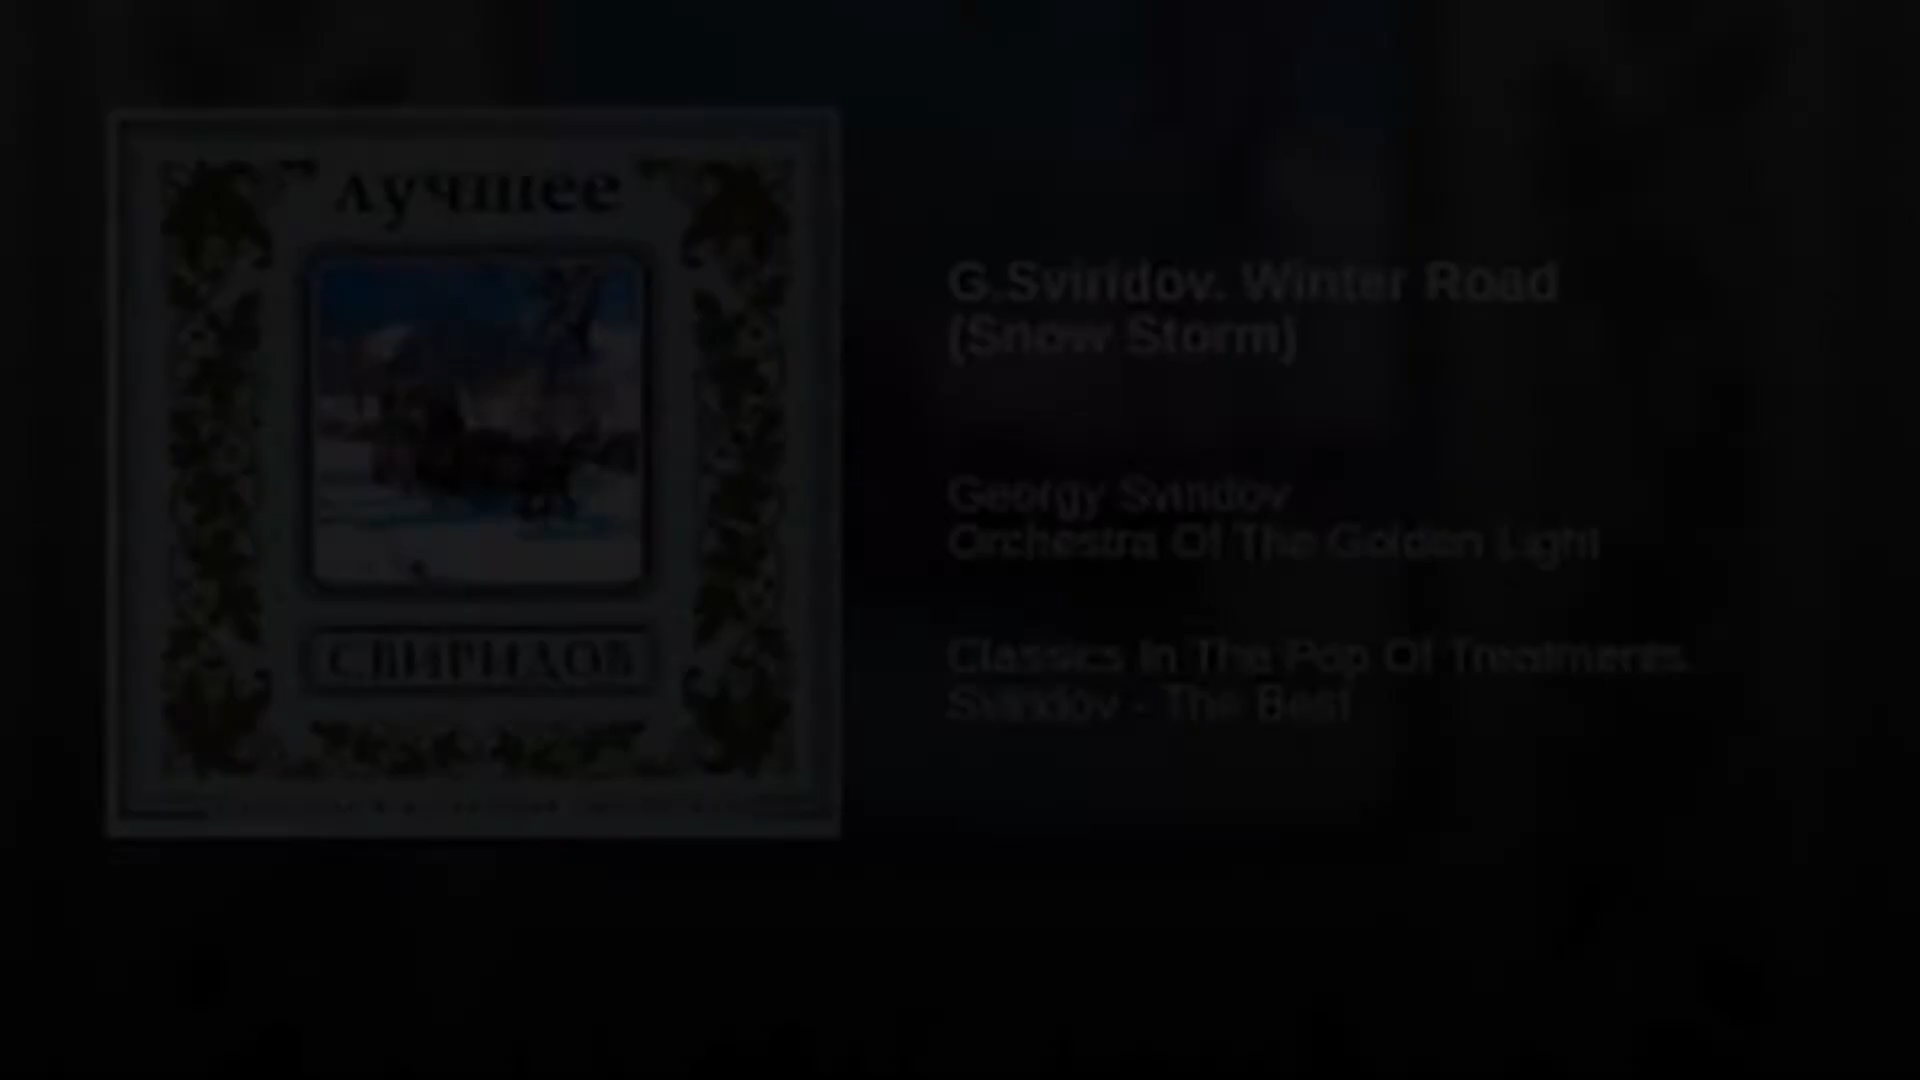 лучшее
СВИРИДОВ
G.Sviridov. Winter Road
(Snow Storm)
Georgy Sviridov
Orchestra Of The Golden Light
Classics In The Pop Of Treatments.
Sviridov - The Best